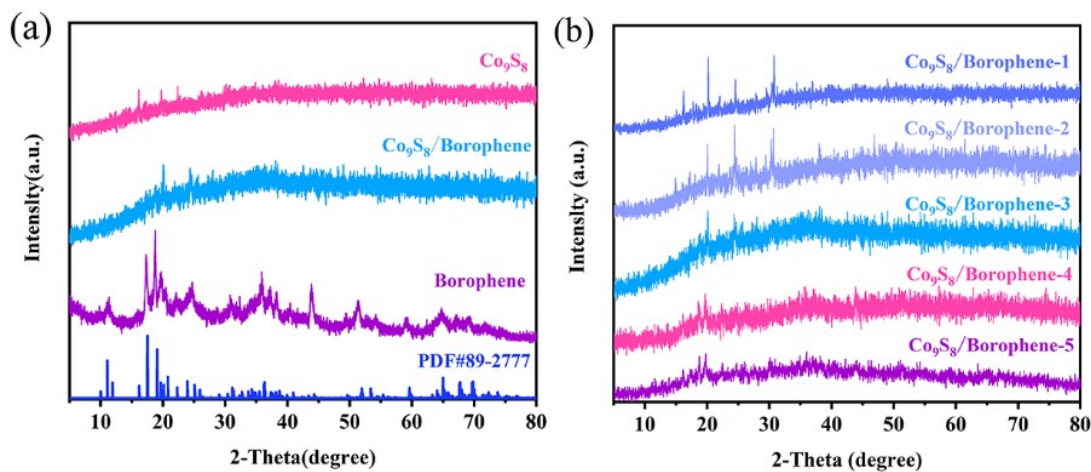 (a)
Co₉S₈
Co₉S₈/Borophene
Borophene
PDF#89-2777
Intensity(a.u.)
10 20 30 40 50 60 70 80
2-Theta(degree)
(b)
Co₉S₈/Borophene-1
Co₉S₈/Borophene-2
Co₉S₈/Borophene-3
Co₉S₈/Borophene-4
Co₉S₈/Borophene-5
Intensity (a.u.)
10 20 30 40 50 60 70 80
2-Theta (degree)